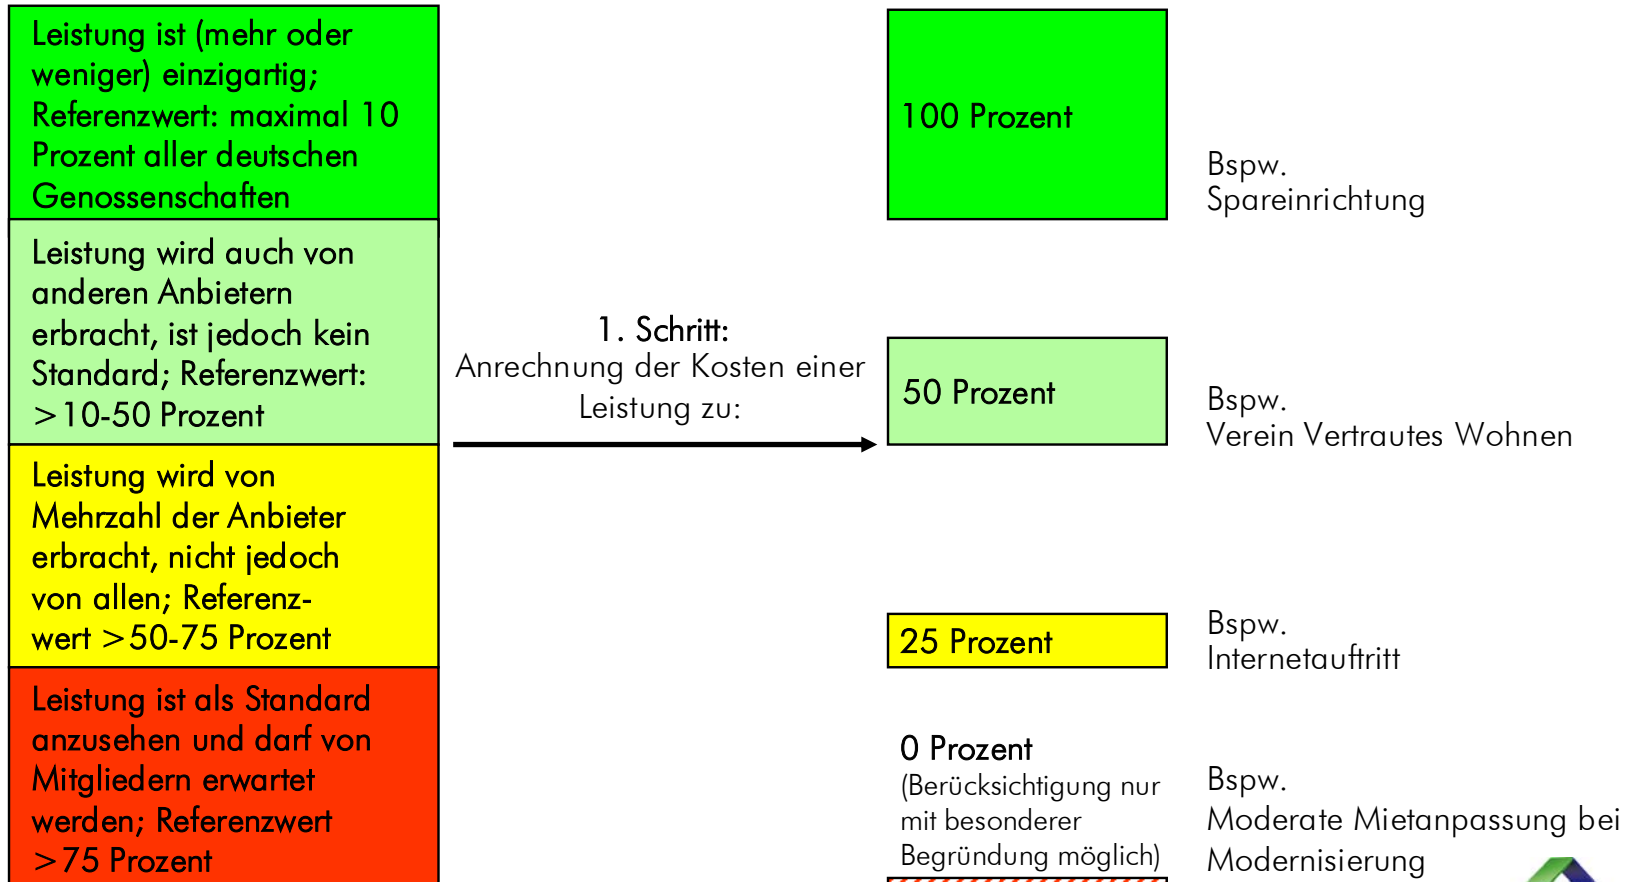 Leistung ist (mehr oder
weniger) einzigartig;
Referenzwert: maximal 10
Prozent aller deutschen
Genossenschaften
Leistung wird auch von
anderen Anbietern
erbracht, ist jedoch kein
Standard; Referenzwert:
>10-50 Prozent
Leistung wird von
Mehrzahl der Anbieter
erbracht, nicht jedoch
von allen; Referenz-
wert >50-75 Prozent
Leistung ist als Standard
anzusehen und darf von
Mitgliedern erwartet
werden; Referenzwert
>75 Prozent
1. Schritt:
Anrechnung der Kosten einer
Leistung zu:
100 Prozent
Bspw.
Spareinrichtung
50 Prozent
Bspw.
Verein Vertrautes Wohnen
25 Prozent
Bspw.
Internetauftritt
0 Prozent
(Berücksichtigung nur
mit besonderer
Begründung möglich)
Bspw.
Moderate Mietanpassung bei
Modernisierung